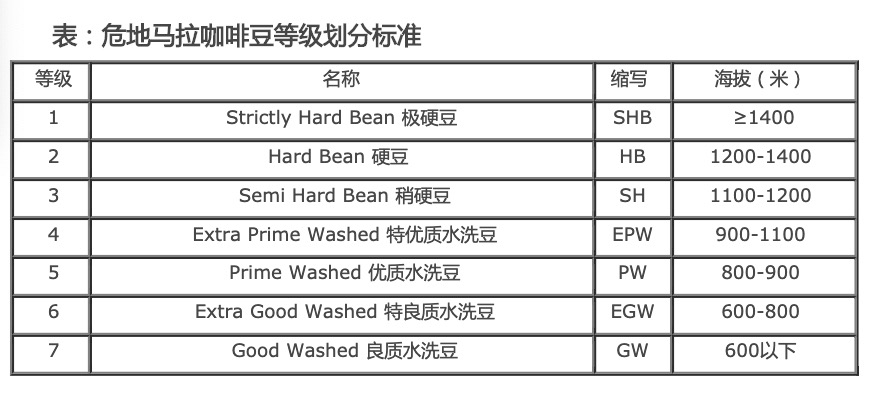 表：危地马拉咖啡豆等级划分标准
等级 名称 缩写 海拔（米）
1 Strictly Hard Bean 极硬豆 SHB ≥1400
2 Hard Bean 硬豆 HB 1200-1400
3 Semi Hard Bean 稍硬豆 SH 1100-1200
4 Extra Prime Washed 特优质水洗豆 EPW 900-1100
5 Prime Washed 优质水洗豆 PW 800-900
6 Extra Good Washed 特良质水洗豆 EGW 600-800
7 Good Washed 良质水洗豆 GW 600以下